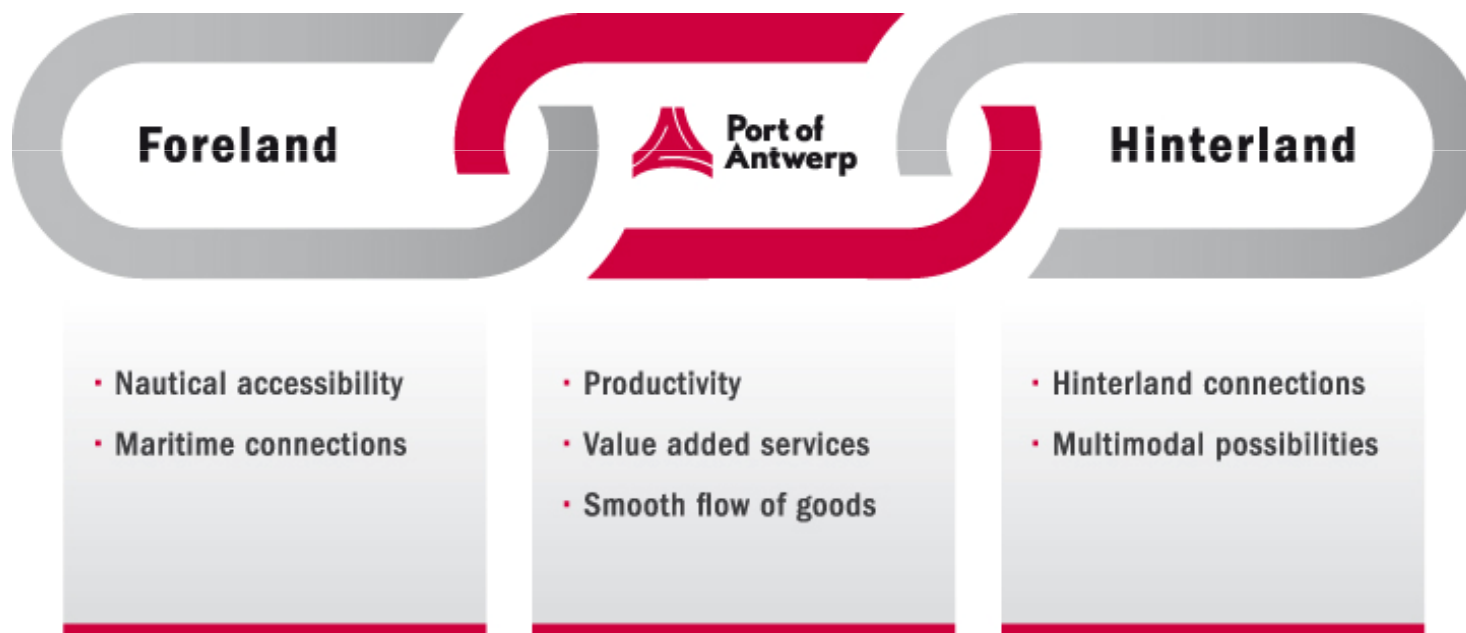 Foreland
Port of
Antwerp
Hinterland
· Nautical accessibility
· Maritime connections
· Productivity
· Value added services
· Smooth flow of goods
· Hinterland connections
· Multimodal possibilities